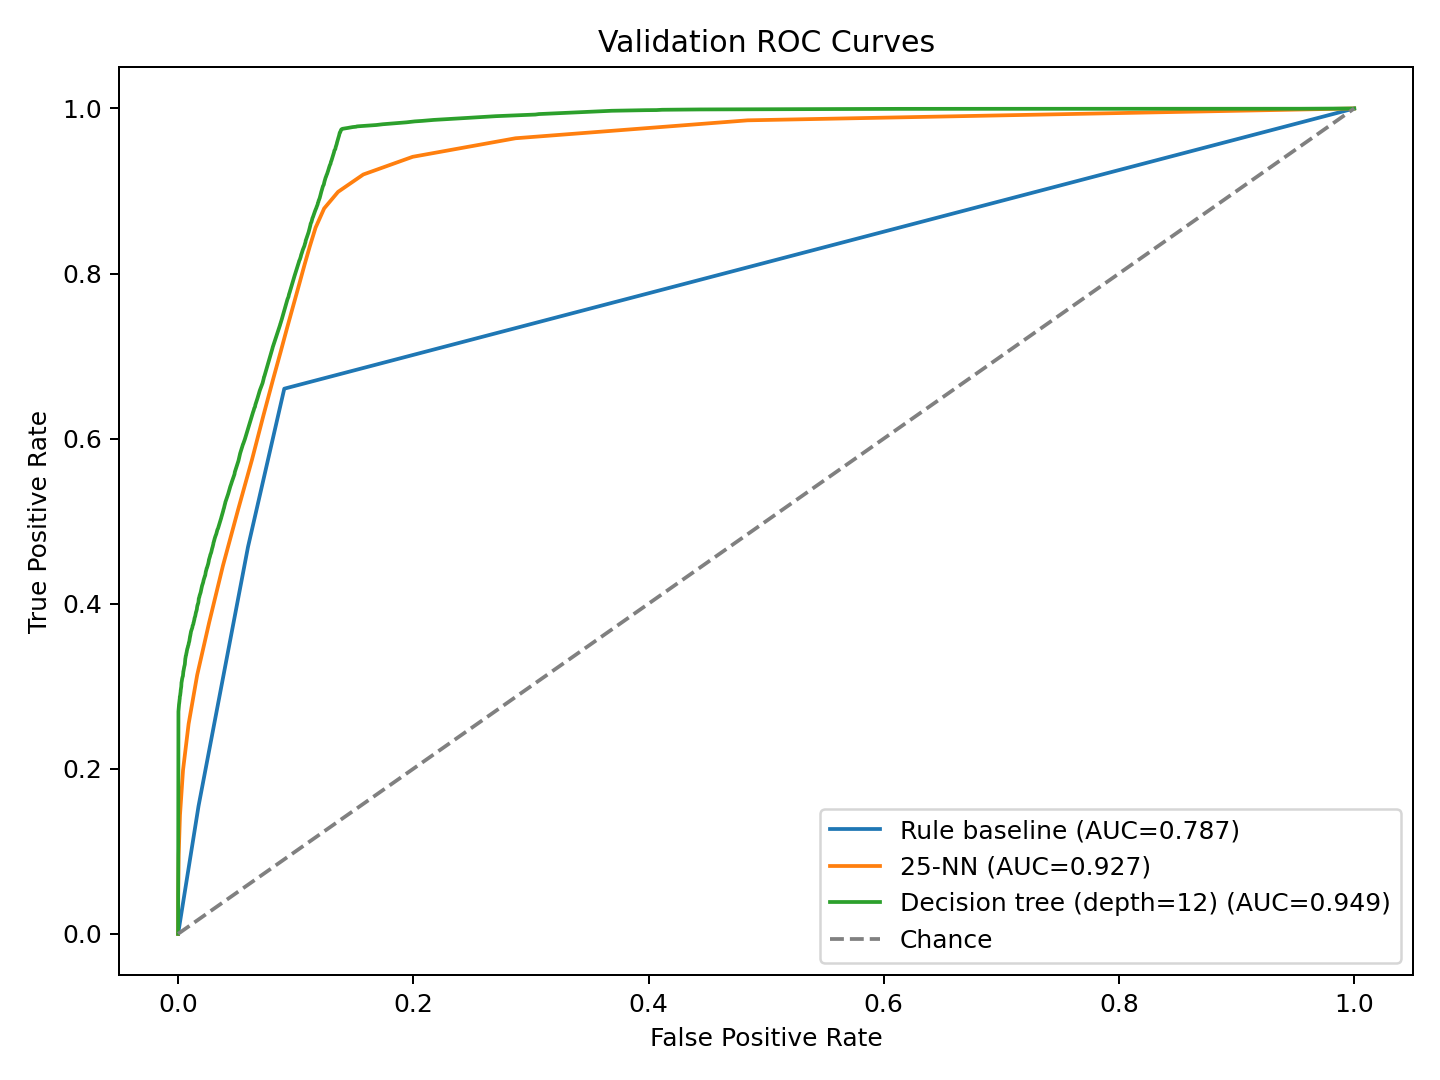 Validation ROC Curves
True Positive Rate
1.0
0.8
0.6
0.4
0.2
0.0
Rule baseline (AUC=0.787)
25-NN (AUC=0.927)
Decision tree (depth=12) (AUC=0.949)
Chance
0.0 0.2 0.4 0.6 0.8 1.0
False Positive Rate